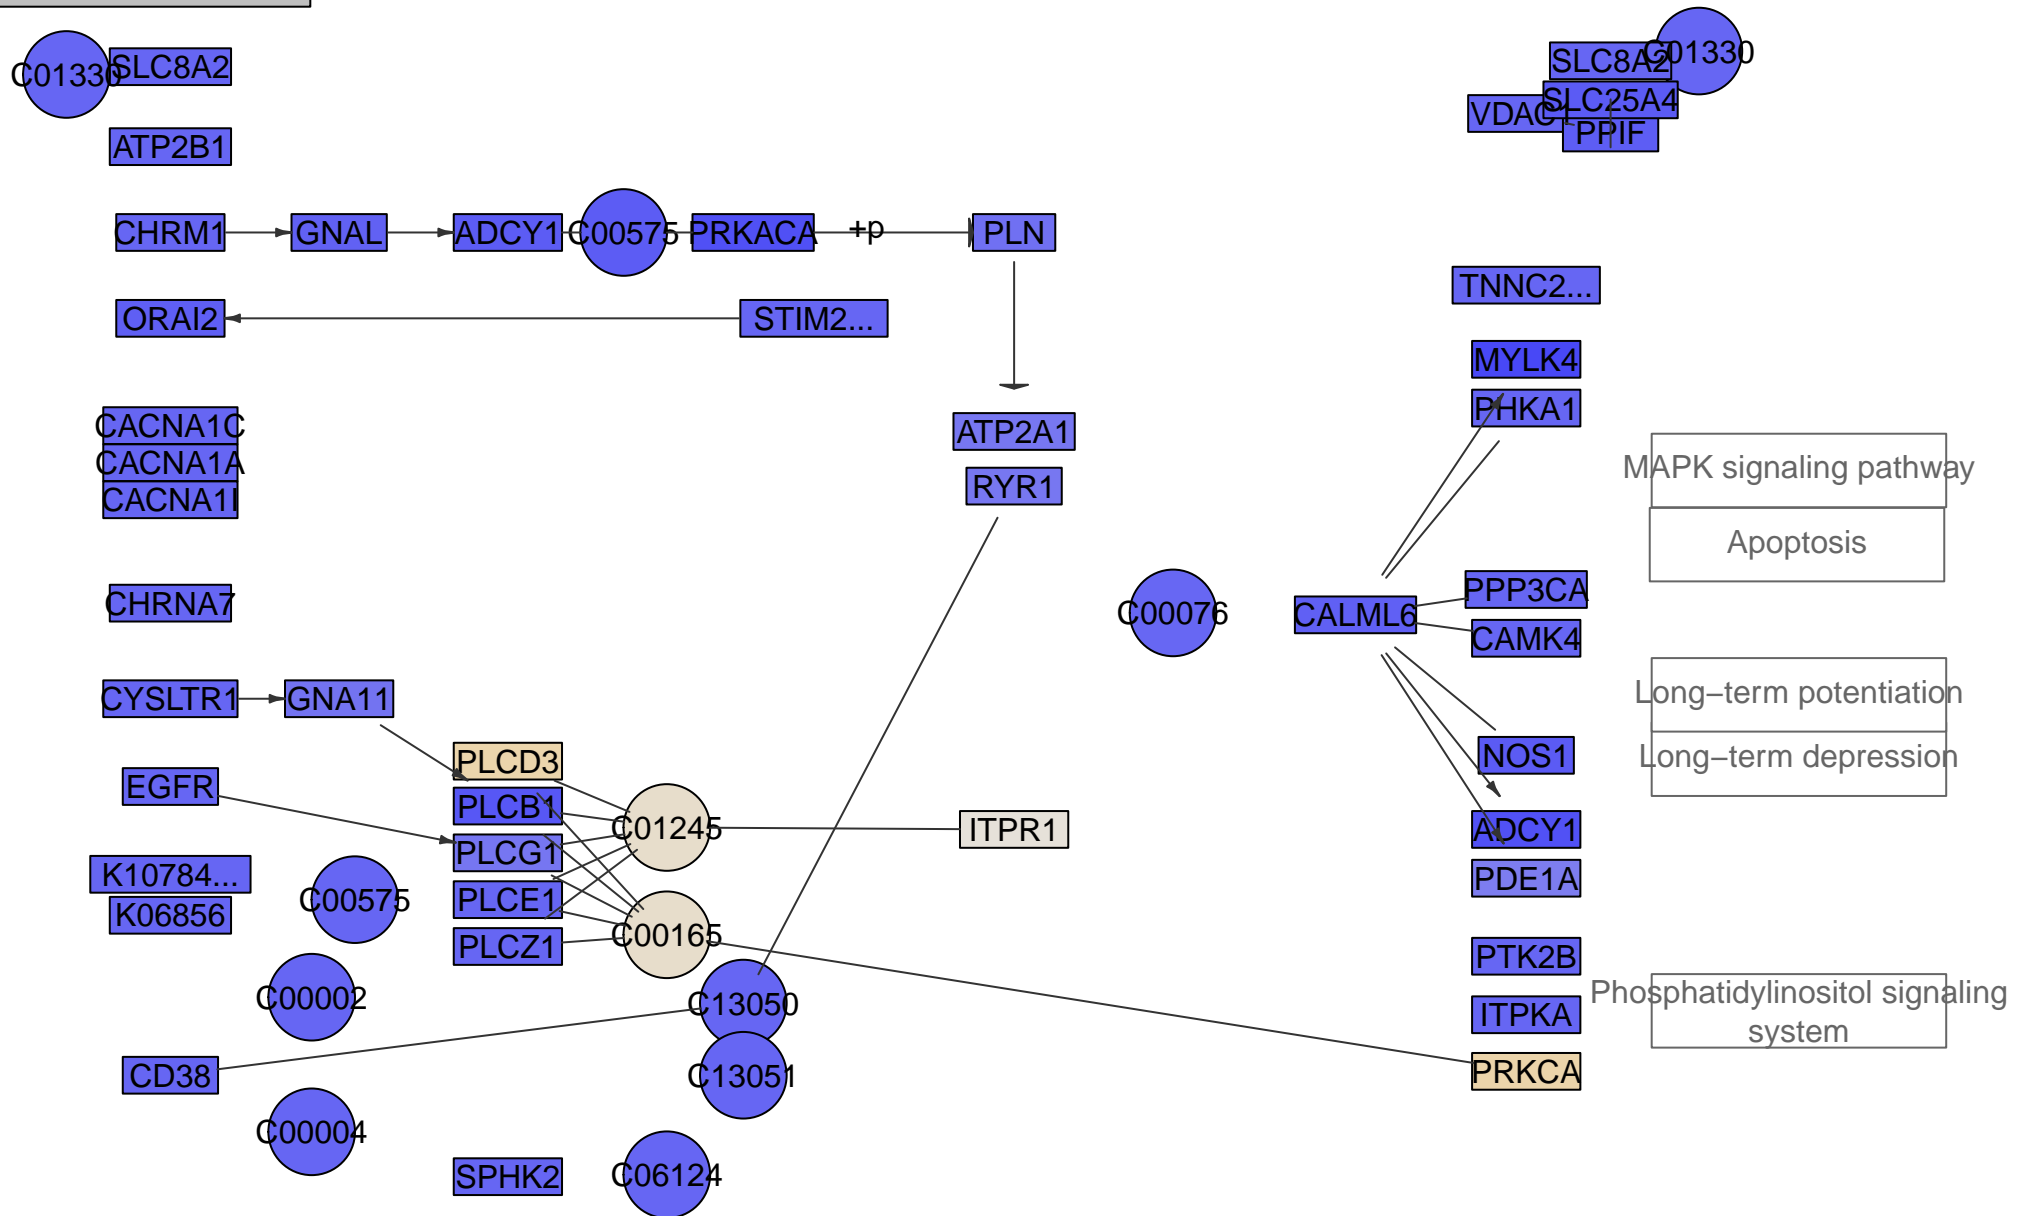 C01330
SLC8A2
SLC8A2
C01330
SLC25A4
VDAC1
PPIF
ATP2B1
CHRM1
GNAL
ADCY1
C00575
PRKACA
+p
PLN
TNNC2...
ORAI2
STIM2...
MYLK4
PHKA1
CACNA1C
CACNA1A
CACNA1I
ATP2A1
RYR1
MAPK signaling pathway
Apoptosis
CHRNA7
C00076
CALML6
PPP3CA
CAMK4
CYSLTR1
GNA11
Long−term potentiation
Long−term depression
PLCD3
NOS1
EGFR
PLCB1
C01245
ITPR1
ADCY1
PLCG1
K10784...
PDE1A
C00575
PLCE1
K06856
C00165
PLCZ1
PTK2B
C00002
C13050
Phosphatidylinositol signaling
system
ITPKA
CD38
C13051
PRKCA
C00004
SPHK2
C06124